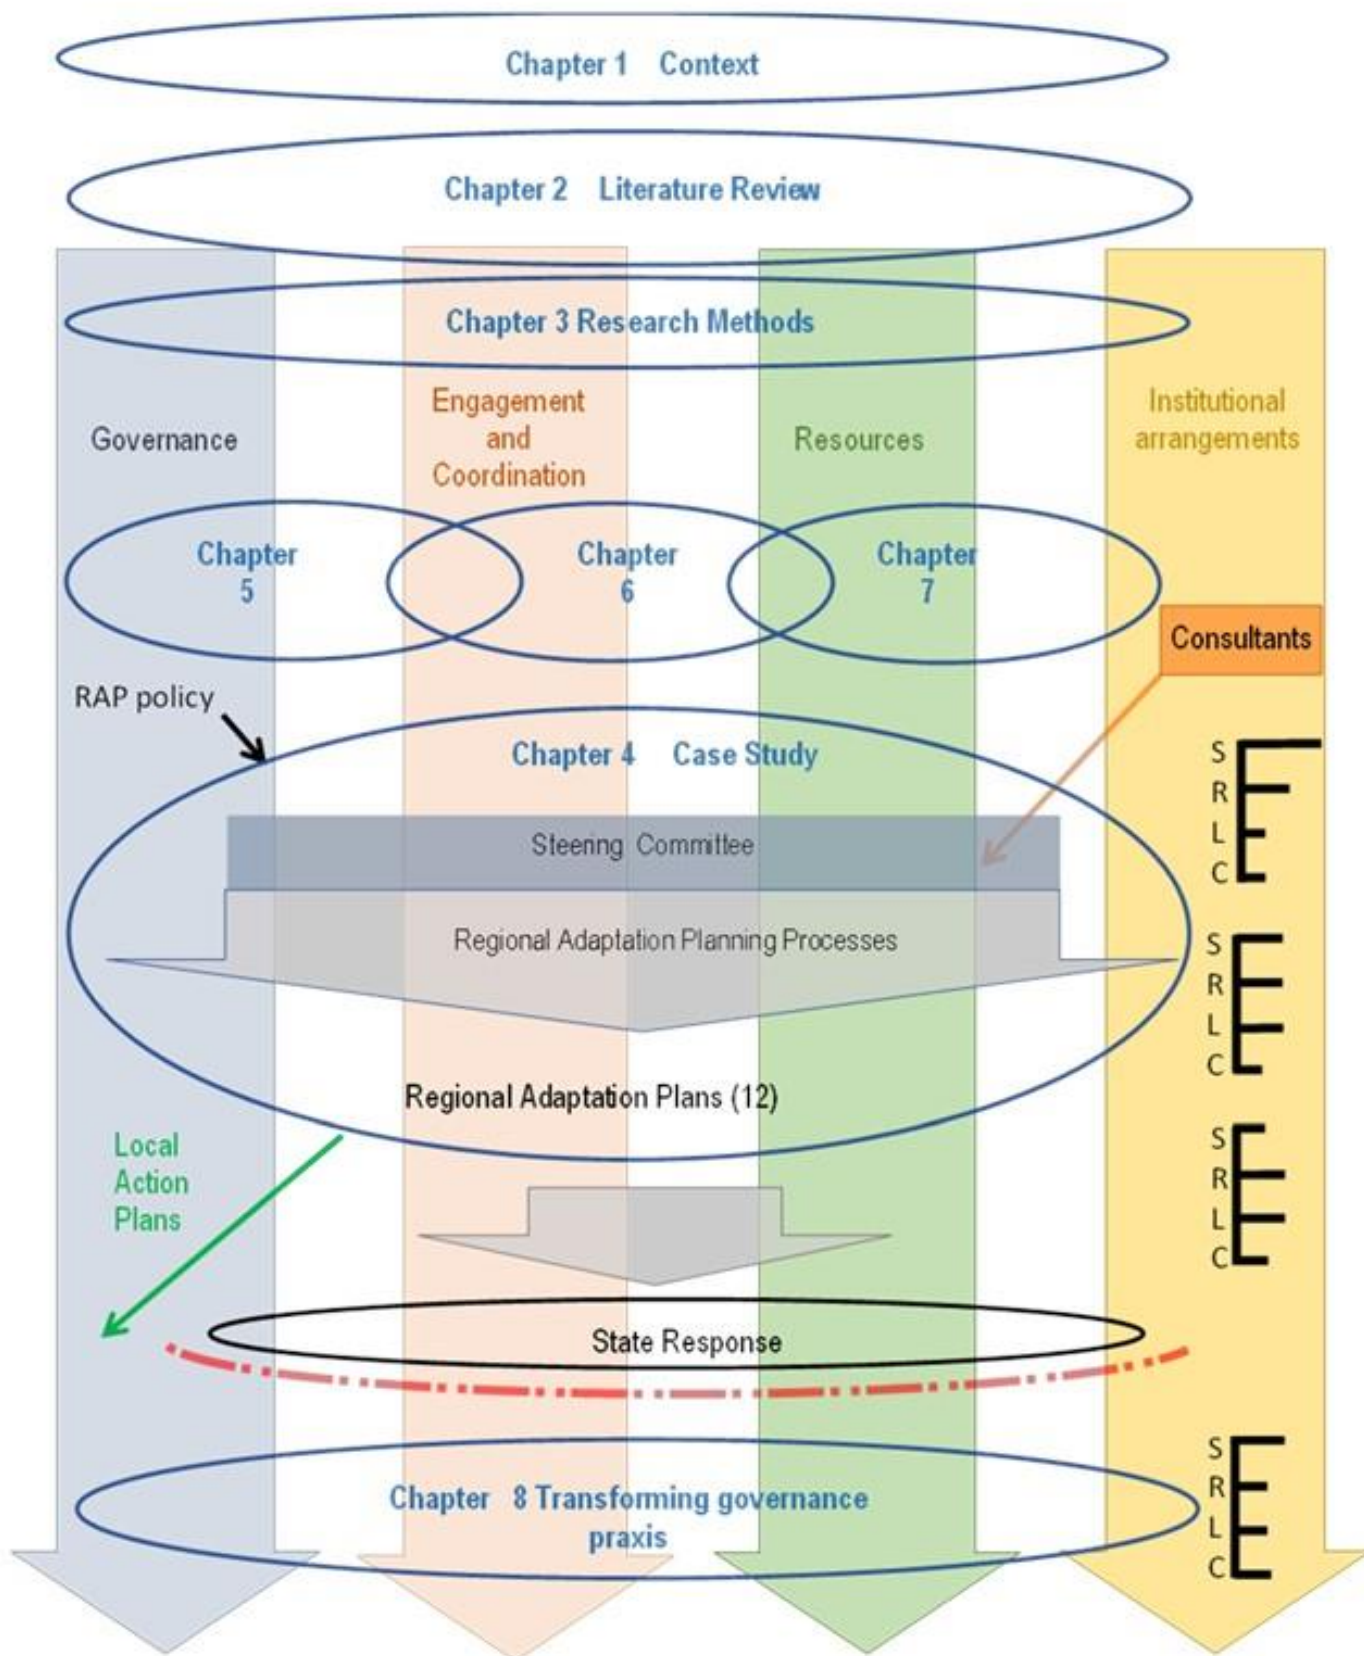 Chapter 1 Context
Chapter 2 Literature Review
Chapter 3 Research Methods
Governance
Engagement
and
Coordination
Resources
Institutional
arrangements
Chapter
5
Chapter
6
Chapter
7
Consultants
RAP policy
Chapter 4 Case Study
Steering Committee
Regional Adaptation Planning Processes
Regional Adaptation Plans (12)
S
R
L
C
S
R
L
C
Local
Action
Plans
S
R
L
C
State Response
Chapter 8 Transforming governance
praxis
S
R
L
C